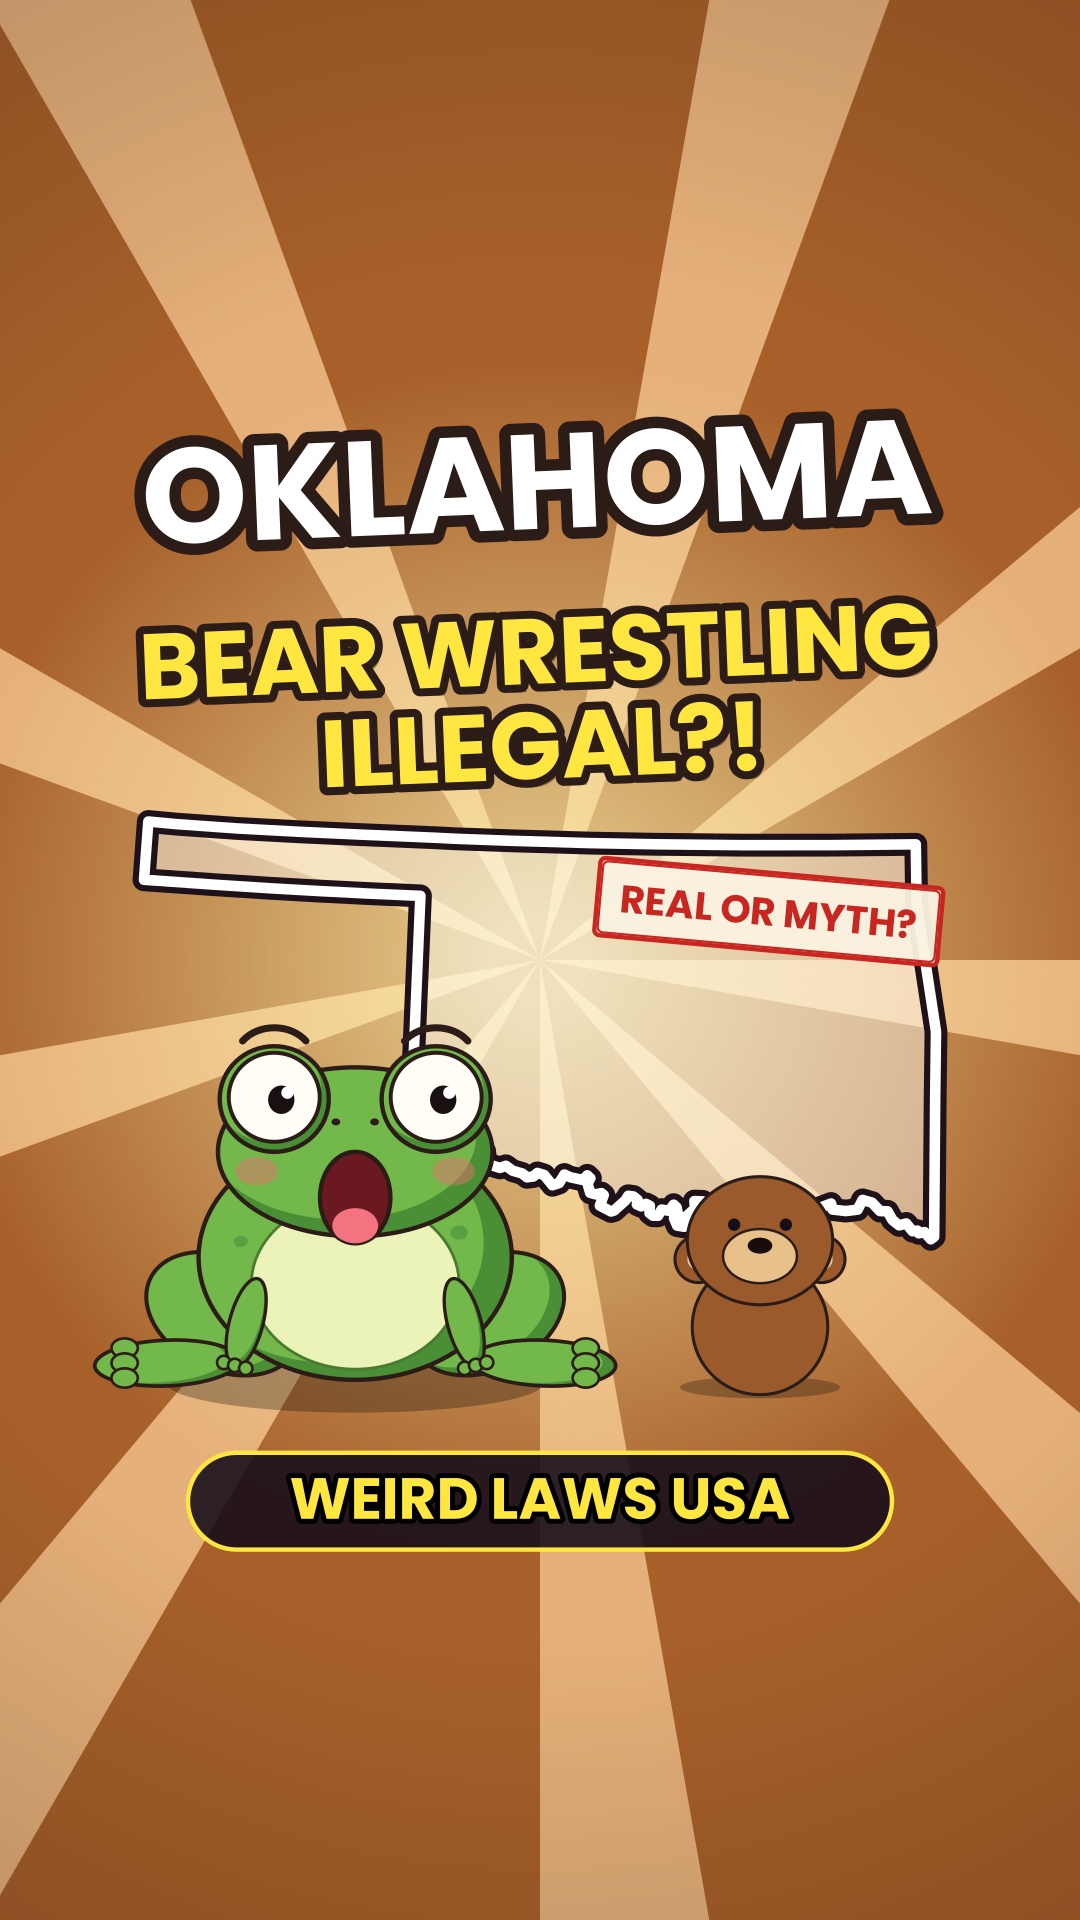 OKLAHOMA
BEAR WRESTLING
ILLEGAL?!
REAL OR MYTH?
WEIRD LAWS USA